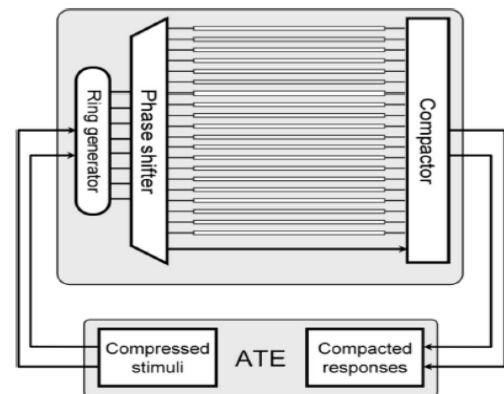 Ring generator
Phase shifter
Compactor
Compressed
stimuli
ATE
Compacted
responses